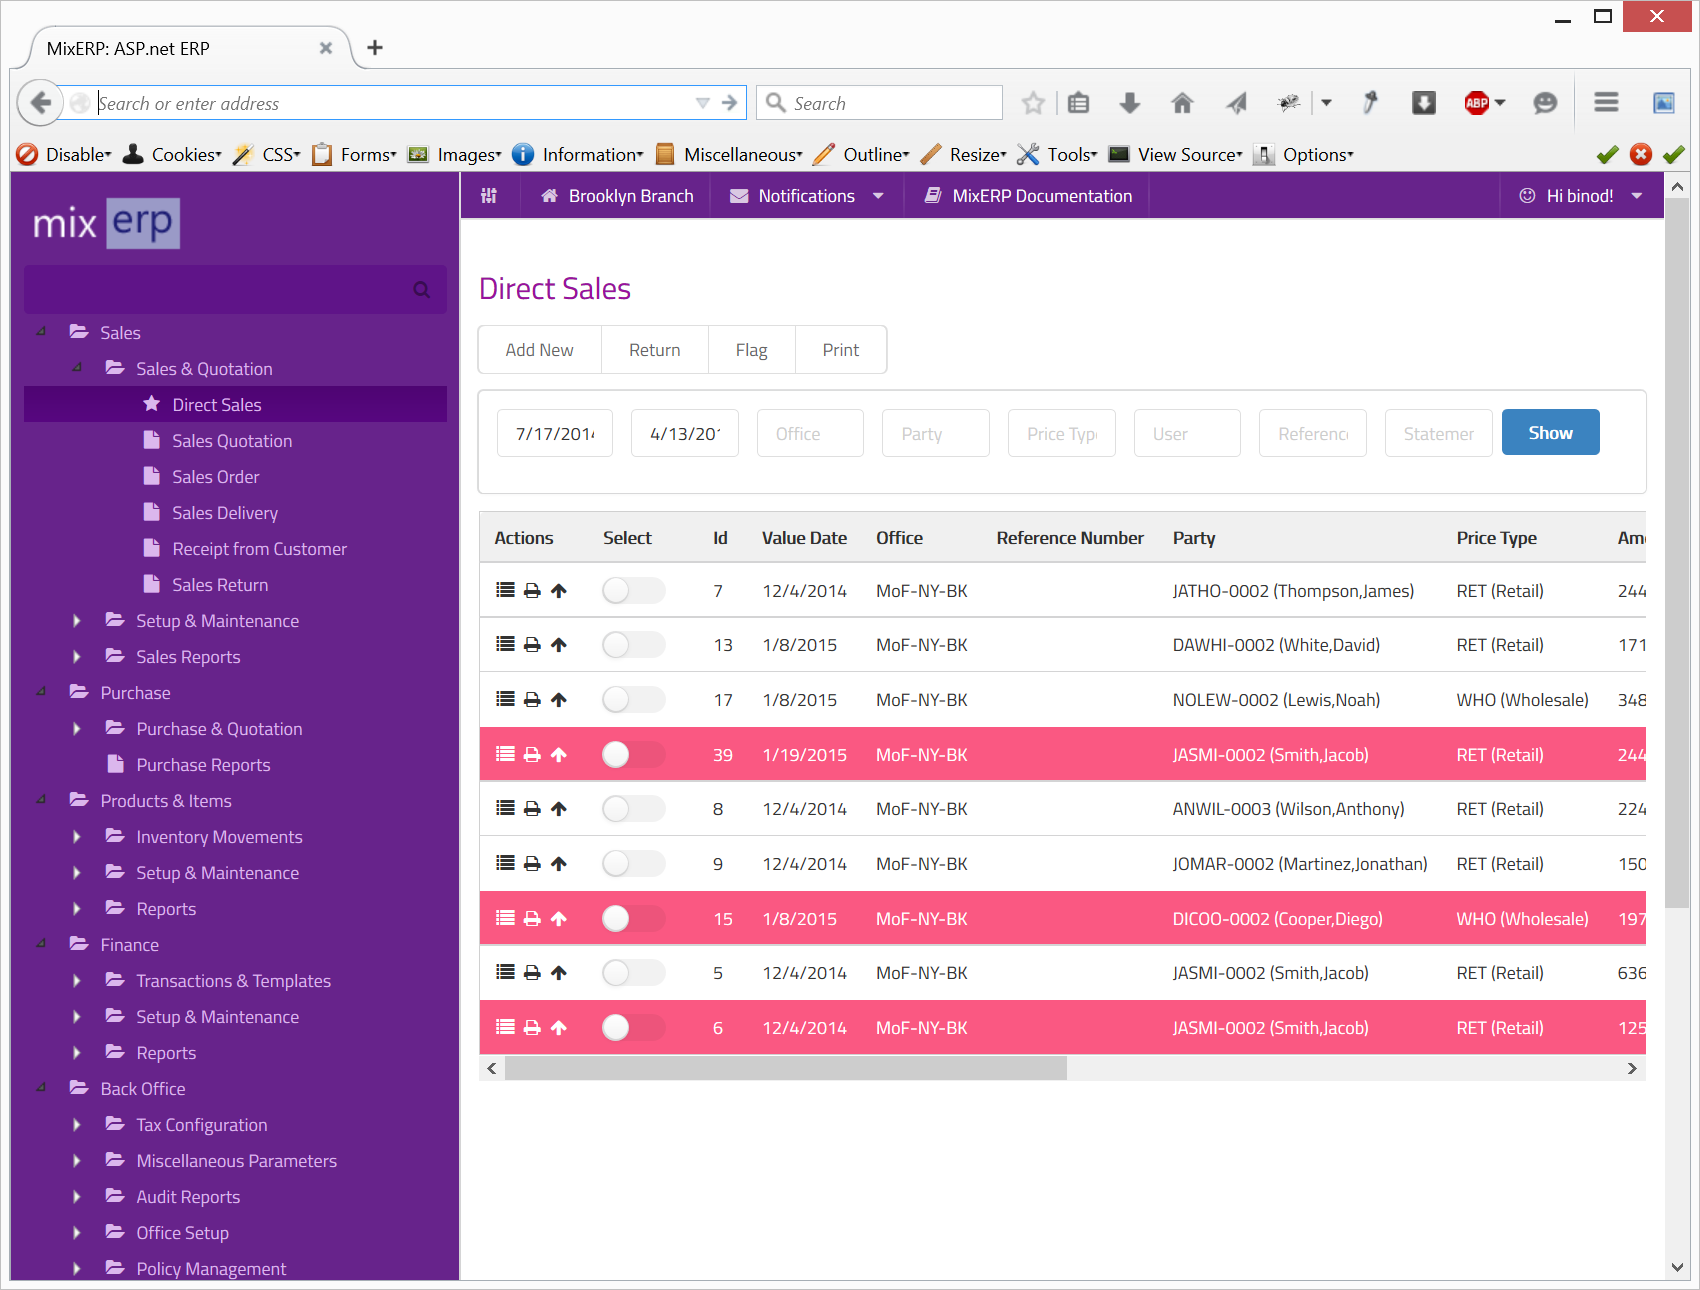 MixERP: ASP.net ERP
Search or enter address
Search
ABP
Disable Cookies CSS Forms Images Information Miscellaneous Outline Resize Tools View Source Options
mix erp
Brooklyn Branch Notifications MixERP Documentation Hi binod!
Sales
Sales & Quotation
Direct Sales
Sales Quotation
Sales Order
Sales Delivery
Receipt from Customer
Sales Return
Setup & Maintenance
Sales Reports
Purchase
Purchase & Quotation
Purchase Reports
Products & Items
Inventory Movements
Setup & Maintenance
Reports
Finance
Transactions & Templates
Setup & Maintenance
Reports
Back Office
Tax Configuration
Miscellaneous Parameters
Audit Reports
Office Setup
Policy Management
Direct Sales
Add New Return Flag Print
7/17/2014 4/13/201 Office Party Price Typ User Referenc Statemer Show
Actions Select Id Value Date Office Reference Number Party Price Type Am
7 12/4/2014 MoF-NY-BK JATHO-0002 (Thompson,James) RET (Retail) 244
13 1/8/2015 MoF-NY-BK DAWHI-0002 (White,David) RET (Retail) 171
17 1/8/2015 MoF-NY-BK NOLEW-0002 (Lewis,Noah) WHO (Wholesale) 348
39 1/19/2015 MoF-NY-BK JASMI-0002 (Smith,Jacob) RET (Retail) 244
8 12/4/2014 MoF-NY-BK ANWIL-0003 (Wilson,Anthony) RET (Retail) 224
9 12/4/2014 MoF-NY-BK JOMAR-0002 (Martinez,Jonathan) RET (Retail) 150
15 1/8/2015 MoF-NY-BK DICOO-0002 (Cooper,Diego) WHO (Wholesale) 197
5 12/4/2014 MoF-NY-BK JASMI-0002 (Smith,Jacob) RET (Retail) 636
6 12/4/2014 MoF-NY-BK JASMI-0002 (Smith,Jacob) RET (Retail) 125